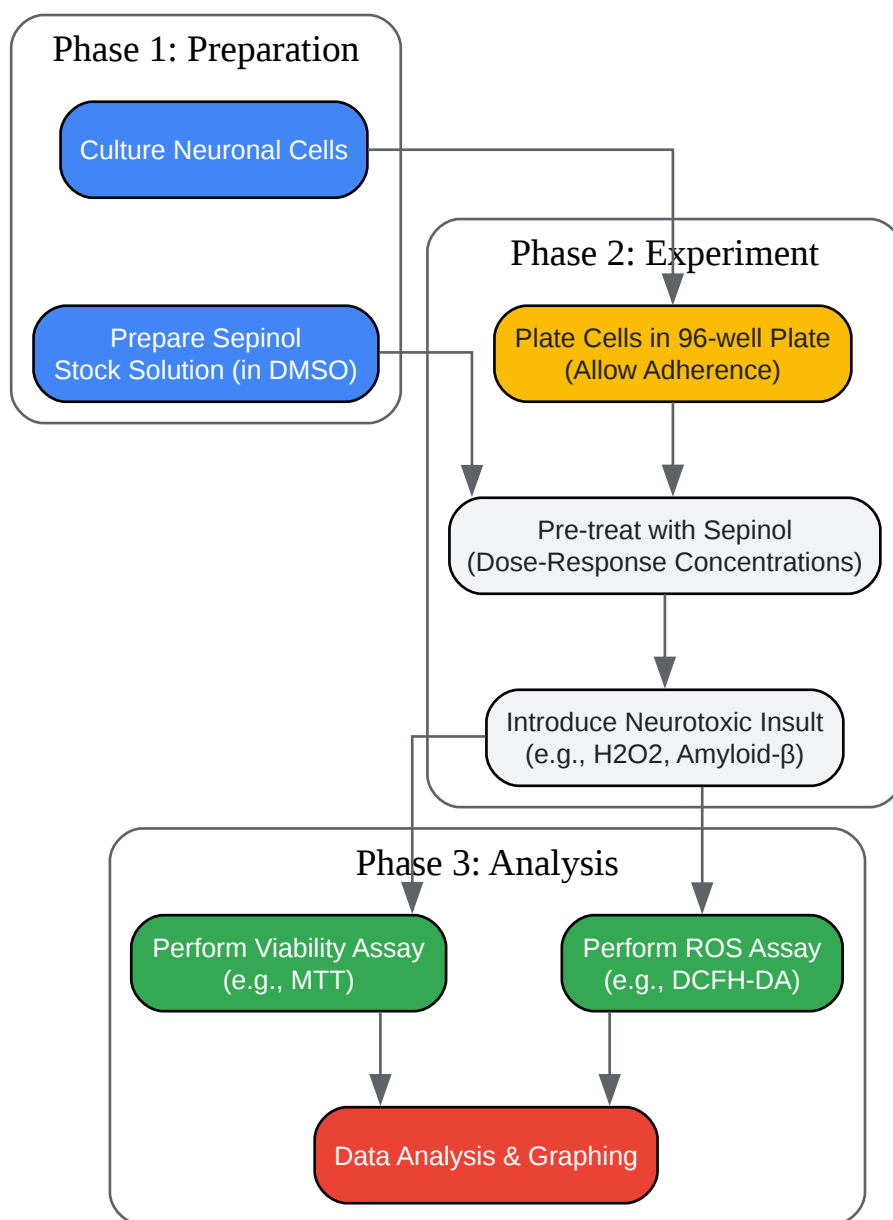 Phase 1: Preparation
Culture Neuronal Cells
Prepare Sepinol
Stock Solution (in DMSO)
Phase 2: Experiment
Plate Cells in 96-well Plate
(Allow Adherence)
Pre-treat with Sepinol
(Dose-Response Concentrations)
Introduce Neurotoxic Insult
(e.g., H2O2, Amyloid-β)
Phase 3: Analysis
Perform Viability Assay
(e.g., MTT)
Perform ROS Assay
(e.g., DCFH-DA)
Data Analysis & Graphing